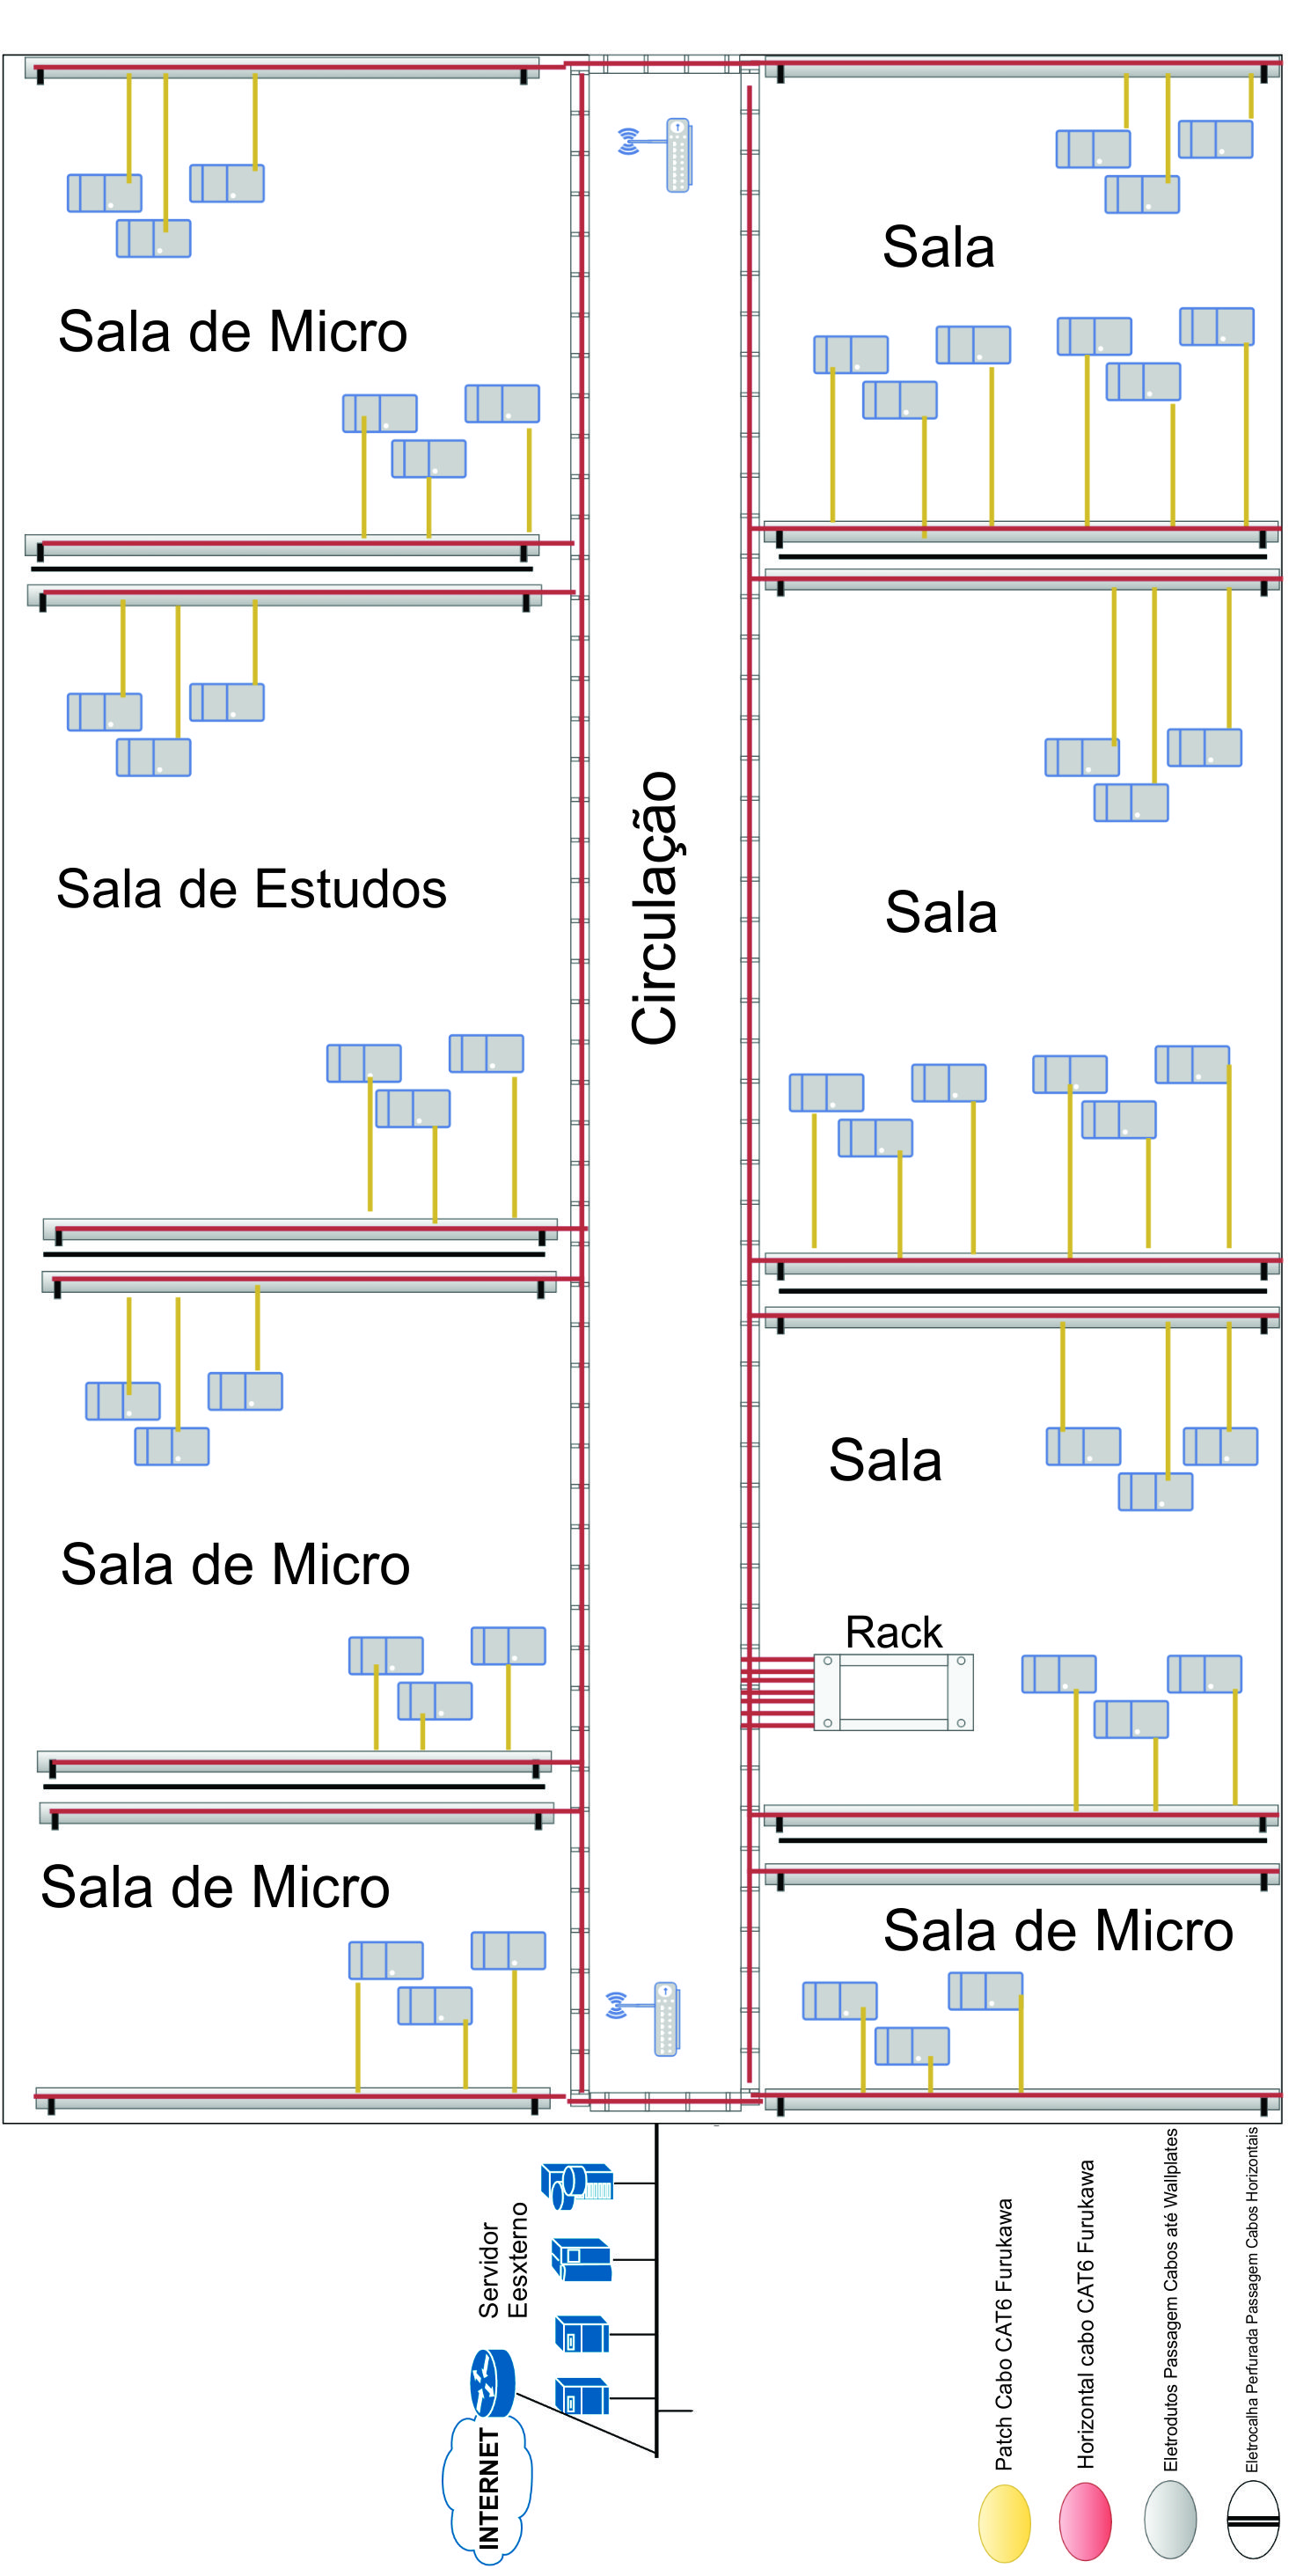 Sala
Sala de Micro
Circulação
Sala de Estudos
Sala
Sala
Sala de Micro
Rack
Sala de Micro
Sala de Micro
Servidor
Eesxterno
INTERNET
Patch Cabo CAT6 Furukawa
Horizontal cabo CAT6 Furukawa
Eletrodutos Passagem Cabos até Wallplates
Eletrocalha Perfurada Passagem Cabos Horizontais